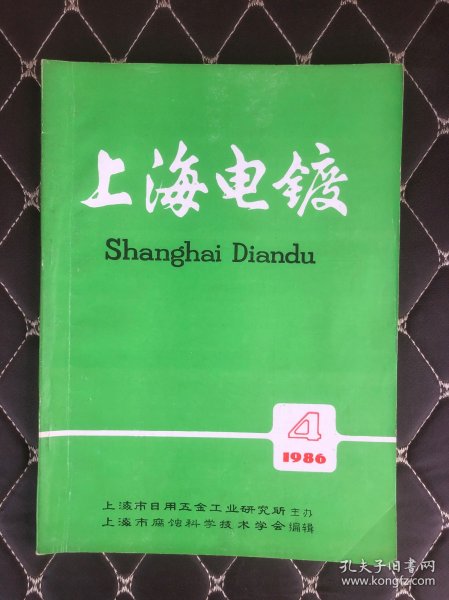 上海电镀
Shanghai Diandu
4
1986
上海市日用五金工业研究所 主办
上海市腐蚀科学技术学会 编辑
孔夫子旧书网
www.kongfz.com